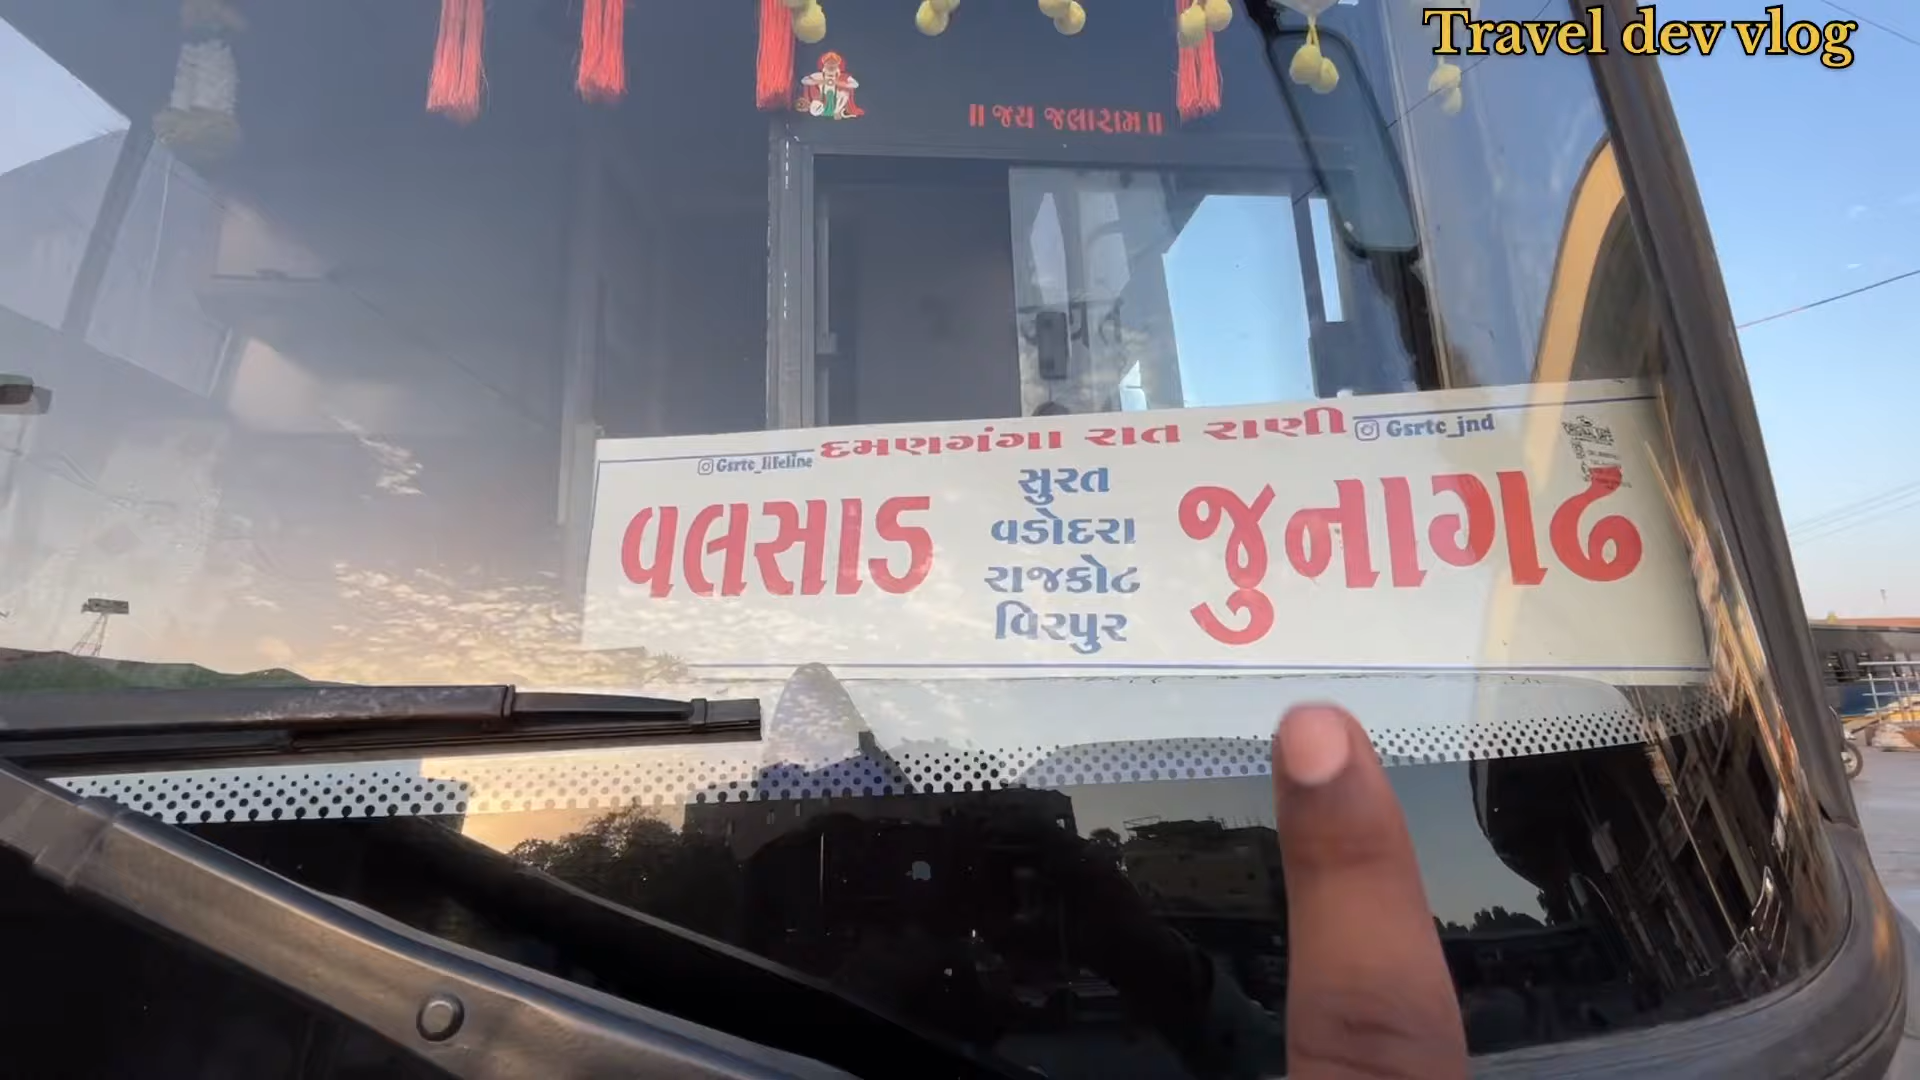 Travel dev vlog
॥ જય જલારામ ॥
દમણગંગા રાત રાણી
Gsrtc_lifeline
Gsrtc_jnd
વલસાડ
સુરત
વડોદરા
રાજકોટ
વિરપુર
જુનાગઢ